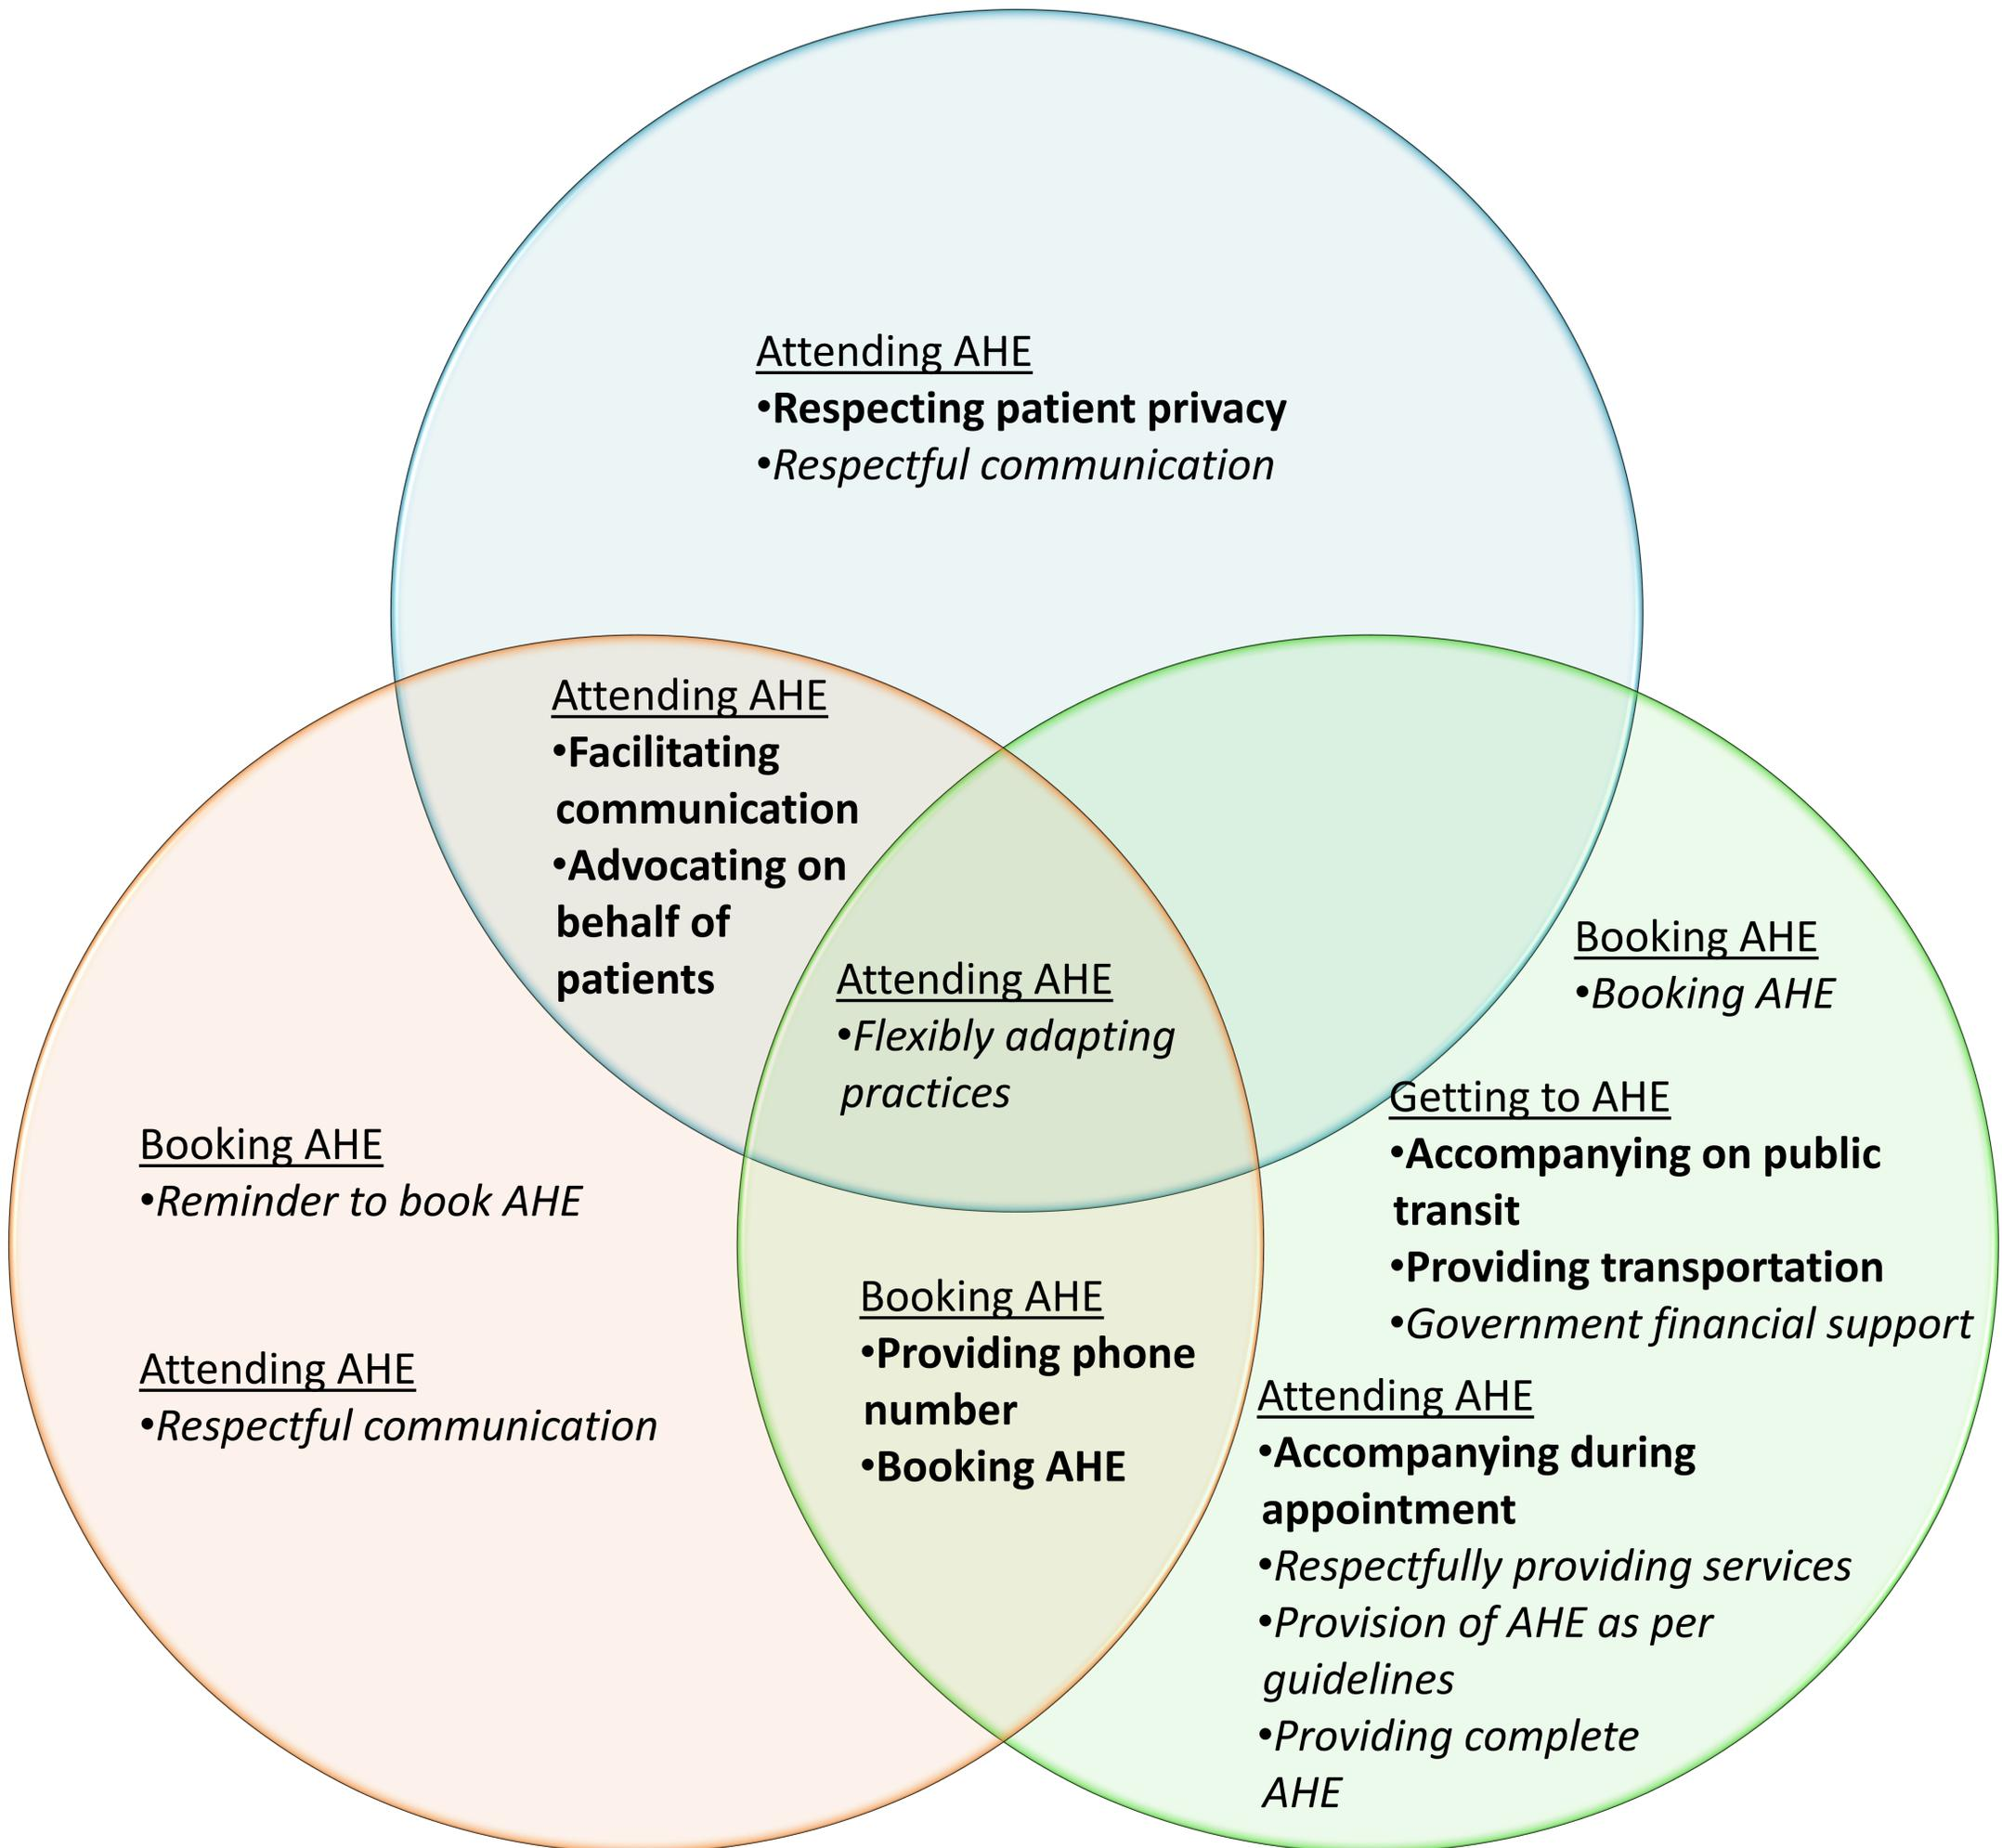 Attending AHE
•Respecting patient privacy
•Respectful communication
Attending AHE
•Facilitating
communication
•Advocating on
behalf of
patients
Attending AHE
•Flexibly adapting
practices
Booking AHE
•Booking AHE
Getting to AHE
•Accompanying on public
transit
•Providing transportation
•Government financial support
Booking AHE
•Reminder to book AHE
Attending AHE
•Respectful communication
Booking AHE
•Providing phone
number
•Booking AHE
Attending AHE
•Accompanying during
appointment
•Respectfully providing services
•Provision of AHE as per
guidelines
•Providing complete
AHE